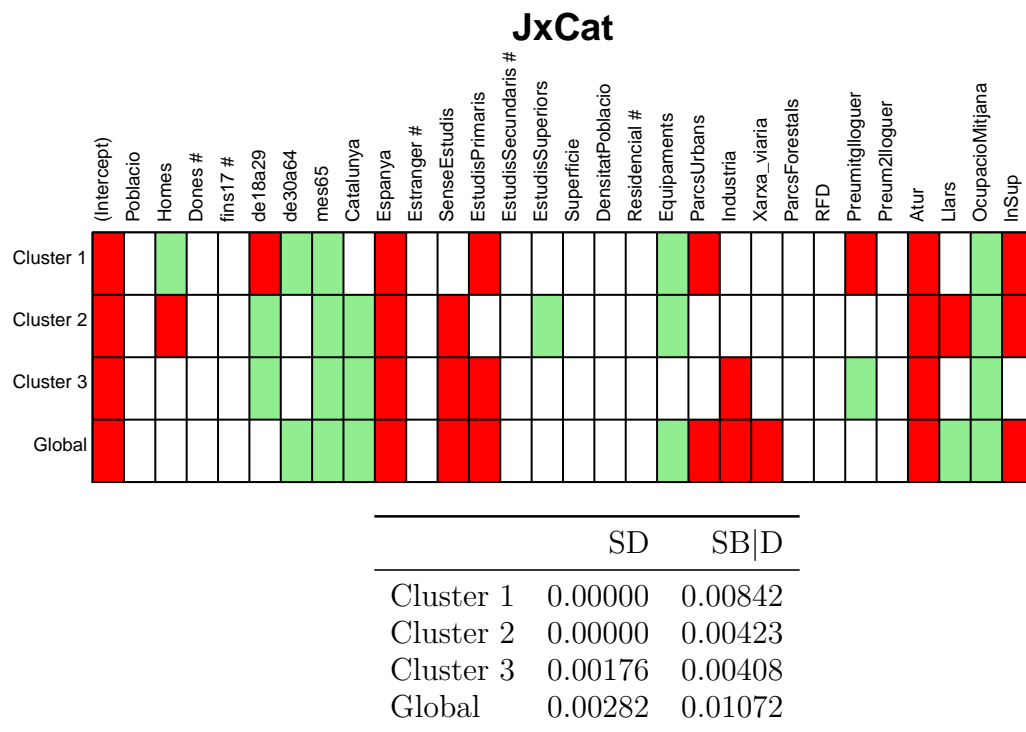 JxCat
(Intercept)
Poblacio
Homes
Dones #
fins17 #
de18a29
de30a64
mes65
Catalunya
Espanya
Estranger #
SenseEstudis
EstudisPrimaris
EstudisSecundaris #
EstudisSuperiors
Superficie
DensitatPoblacio
Residencial #
Equipaments
ParcsUrbans
Industria
Xarxa_viaria
ParcsForestals
RFD
Preumitglloguer
Preum2lloguer
Atur
Llars
OcupacioMitjana
InSup
Cluster 1
Cluster 2
Cluster 3
Global
SD SB|D
Cluster 1 0.00000 0.00842
Cluster 2 0.00000 0.00423
Cluster 3 0.00176 0.00408
Global 0.00282 0.01072